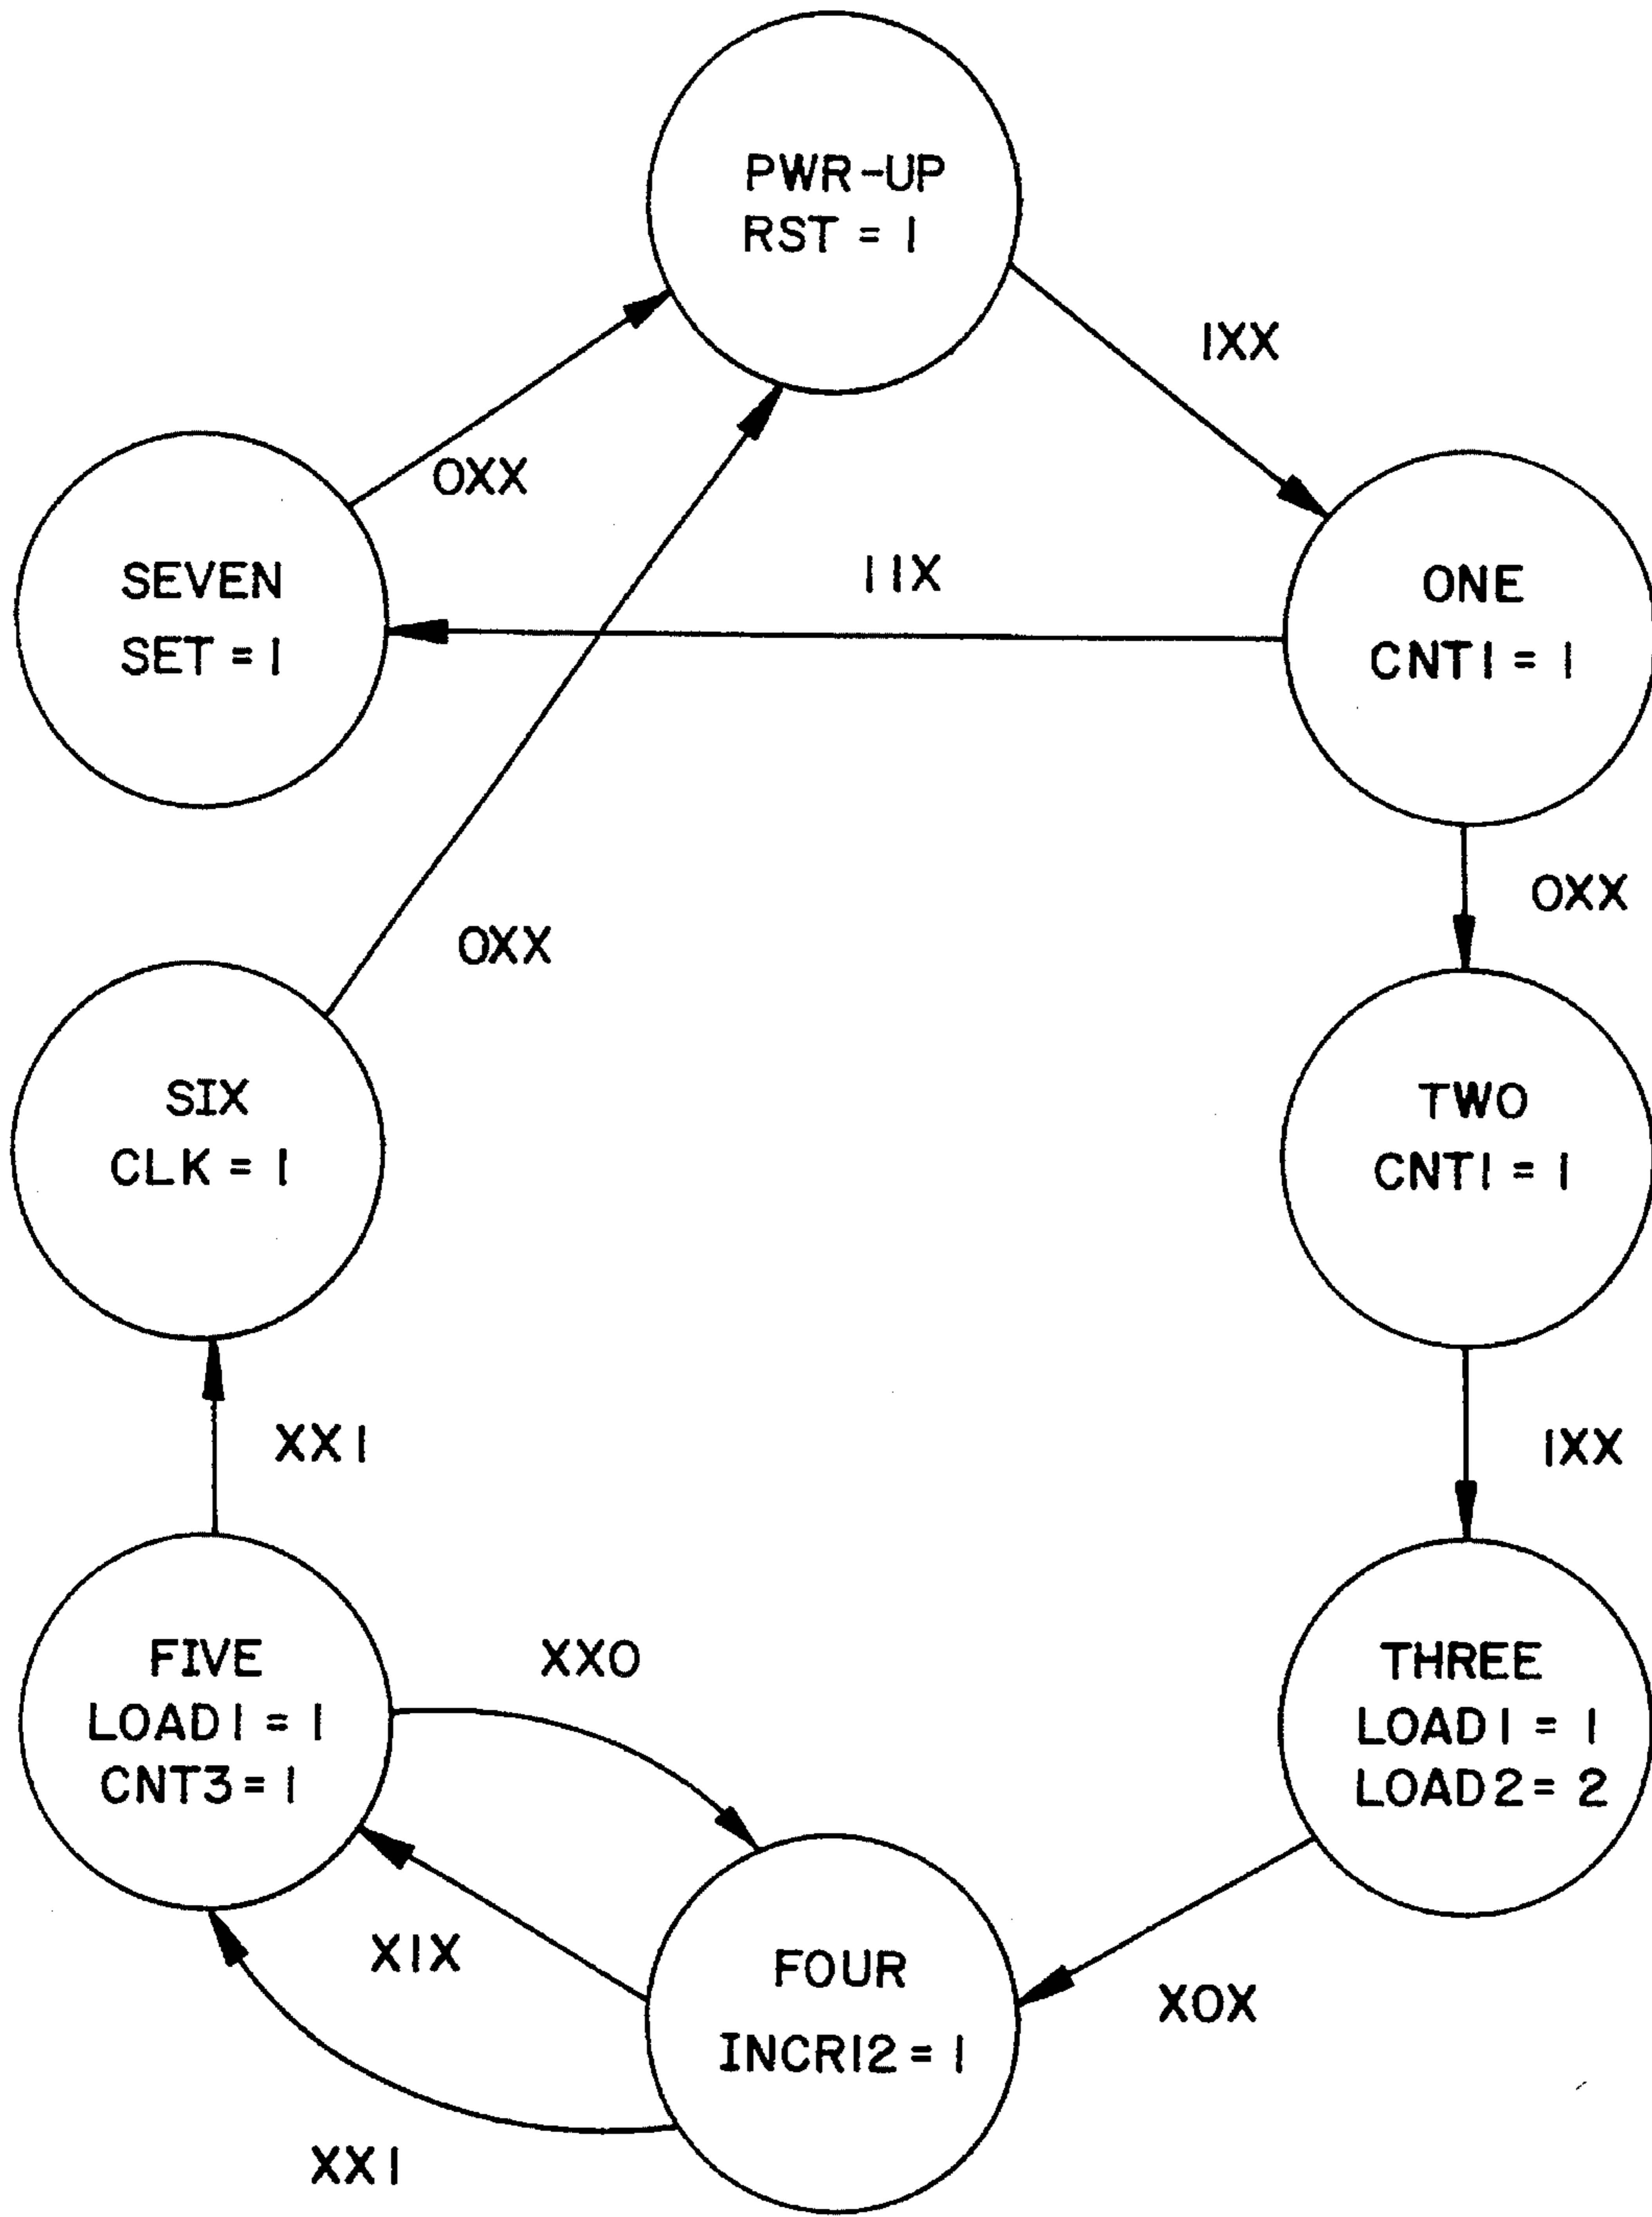 PWR-UP
RST = 1
1XX
0XX
SEVEN
SET = 1
11X
ONE
CNT1 = 1
0XX
0XX
SIX
CLK = 1
TWO
CNT1 = 1
XX1
1XX
FIVE
LOAD1 = 1
CNT3 = 1
XX0
THREE
LOAD1 = 1
LOAD2 = 2
X1X
FOUR
INCR12 = 1
X0X
XX1